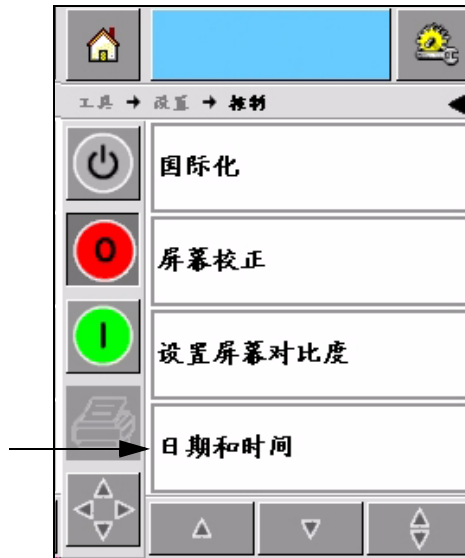 工具 → 设置 → 控制
国际化
屏幕校正
O
设置屏幕对比度
I
日期和时间